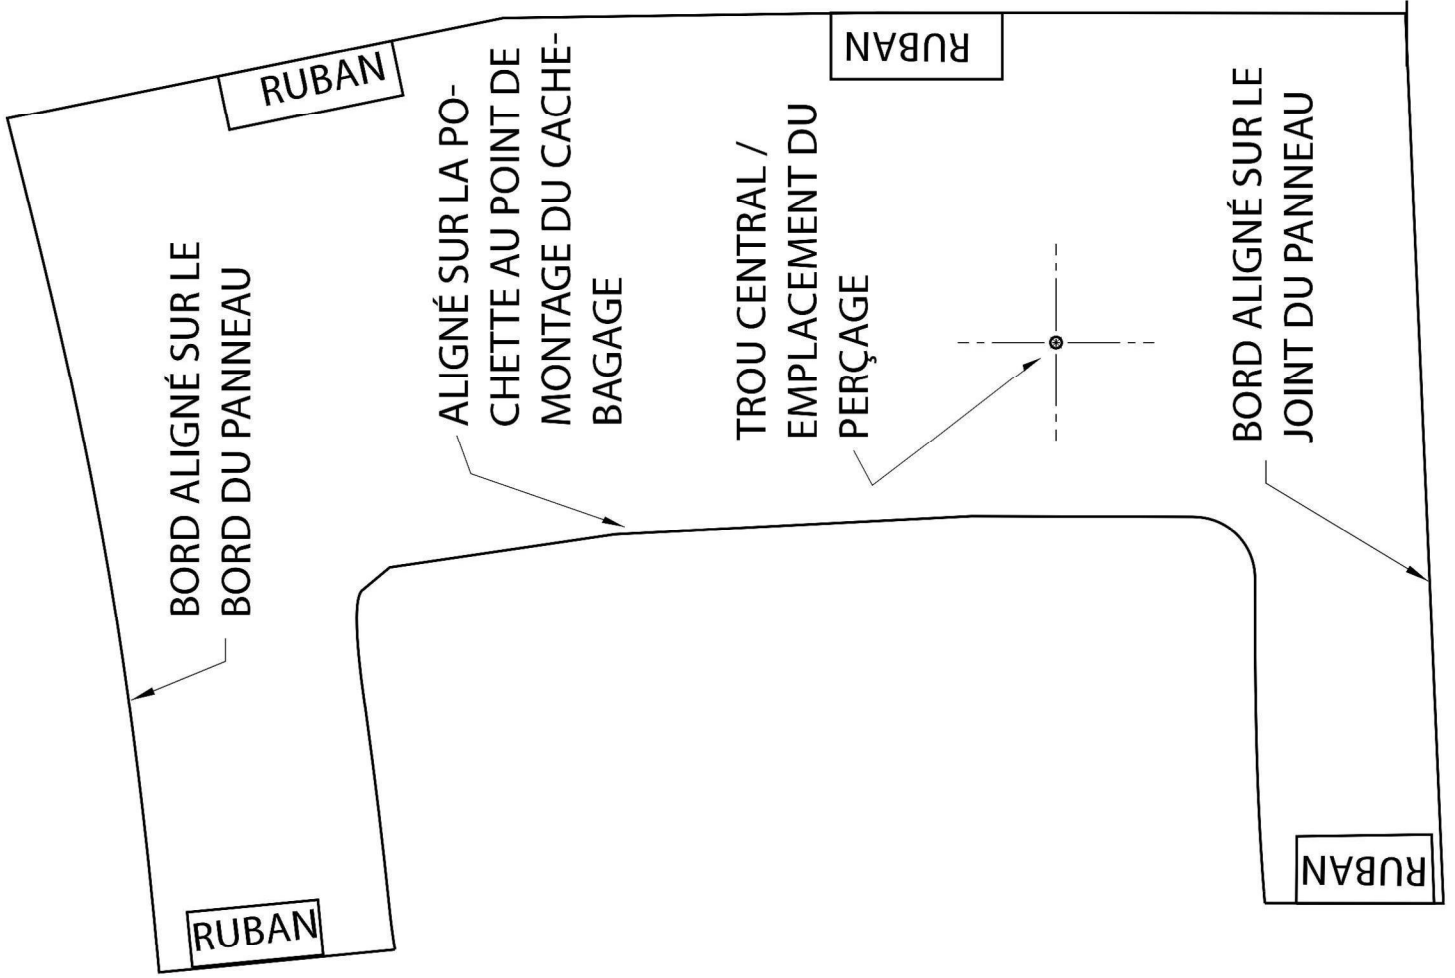 RUBAN
RUBAN
BORD ALIGNÉ SUR LE
BORD DU PANNEAU
ALIGNÉ SUR LA PO-
CHETTE AU POINT DE
MONTAGE DU CACHE-
BAGAGE
TROU CENTRAL /
EMPLACEMENT DU
PERÇAGE
BORD ALIGNÉ SUR LE
JOINT DU PANNEAU
RUBAN
RUBAN